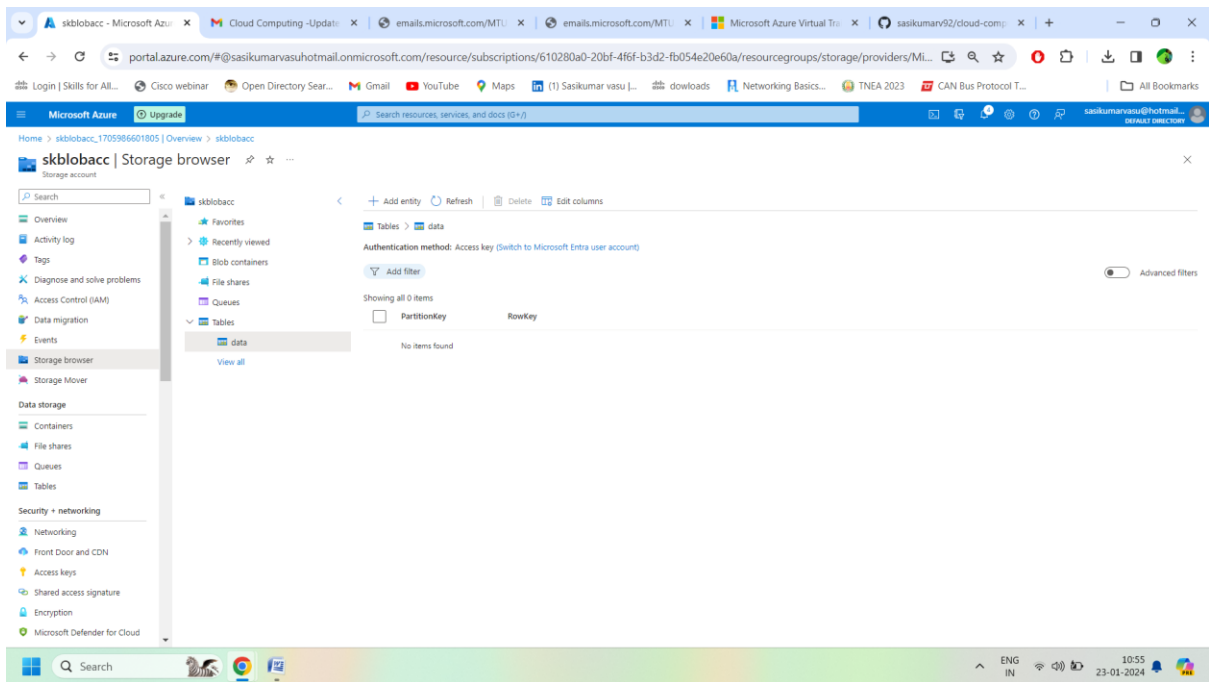 skblobacc - Microsoft Azur
Cloud Computing -Update
emails.microsoft.com/MTU
emails.microsoft.com/MTU
Microsoft Azure Virtual Tra
sasikumarv92/cloud-comp
portal.azure.com/#@sasikumarvasuhotmail.onmicrosoft.com/resource/subscriptions/610280a0-20bf-4f6f-b3d2-fb054e20e60a/resourcegroups/storage/providers/Mi...
Login | Skills for All...
Cisco webinar
Open Directory Sear...
Gmail
YouTube
Maps
(1) Sasikumar vasu |...
dowloads
Networking Basics...
TNEA 2023
CAN Bus Protocol T...
All Bookmarks
Microsoft Azure
Upgrade
Search resources, services, and docs (G+/)
4
sasikumarvasu@hotmail...
DEFAULT DIRECTORY
Home > skblobacc_1705986601805 | Overview > skblobacc
skblobacc | Storage browser
Storage account
Search
Overview
Activity log
Tags
Diagnose and solve problems
Access Control (IAM)
Data migration
Events
Storage browser
Storage Mover
Data storage
Containers
File shares
Queues
Tables
Security + networking
Networking
Front Door and CDN
Access keys
Shared access signature
Encryption
Microsoft Defender for Cloud
skblobacc
Favorites
Recently viewed
Blob containers
File shares
Queues
Tables
data
View all
Add entity
Refresh
Delete
Edit columns
Tables > data
Authentication method: Access key (Switch to Microsoft Entra user account)
Add filter
Advanced filters
Showing all 0 items
PartitionKey RowKey
No items found
Search
ENG
IN
10:55
23-01-2024
PRE